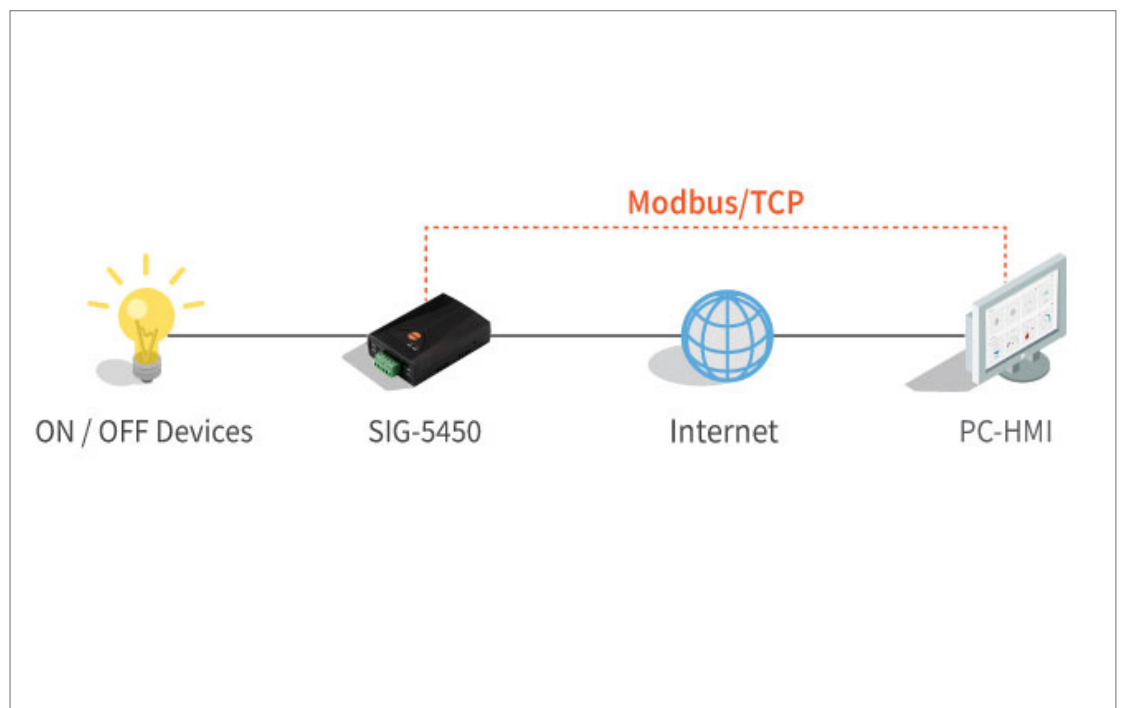 Modbus/TCP
ON / OFF Devices
SIG-5450
Internet
PC-HMI